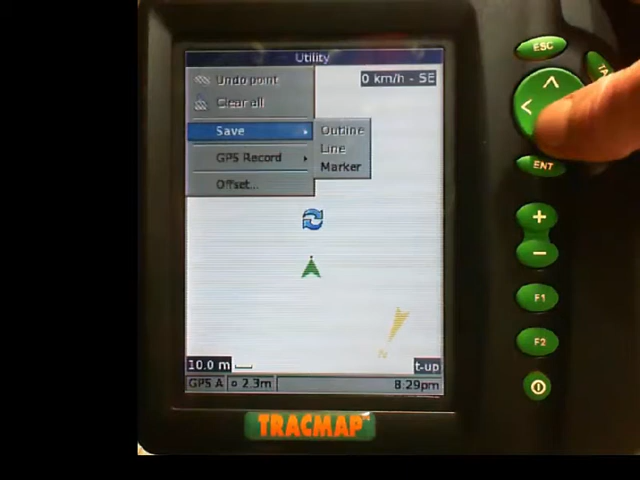 Utility
Undo point
0 km/h - SE
Clear all
Save
Outline
Line
GPS Record
Marker
Offset...
10.0 m
t-up
GPS A
2.3m
8:29pm
TRACMAP
ESC
ENT
+
−
F1
F2